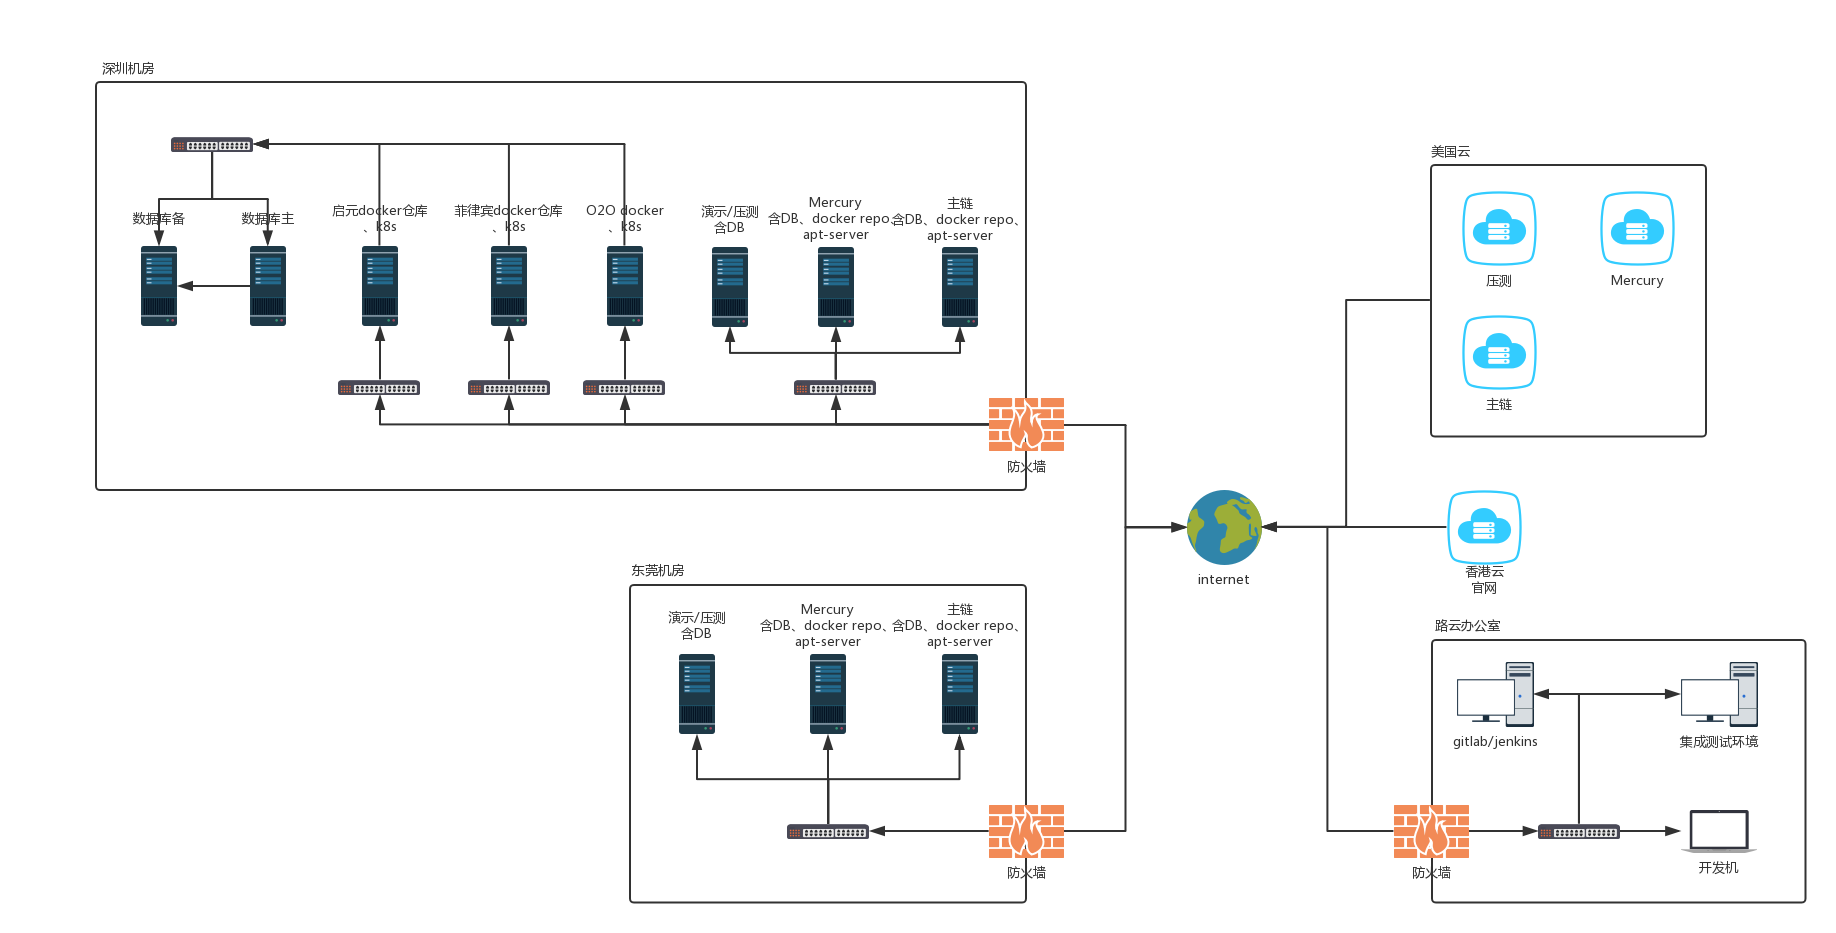 深圳机房
数据库备
数据库主
启元docker仓库
、k8s
菲律宾docker仓库
、k8s
O2O docker
、k8s
演示/压测
含DB
Mercury
含DB、docker repo、
apt-server
主链
含DB、docker repo、
apt-server
防火墙
东莞机房
演示/压测
含DB
Mercury
含DB、docker repo、
apt-server
主链
含DB、docker repo、
apt-server
防火墙
internet
美国云
压测
Mercury
主链
香港云
官网
路云办公室
gitlab/jenkins
集成测试环境
防火墙
开发机